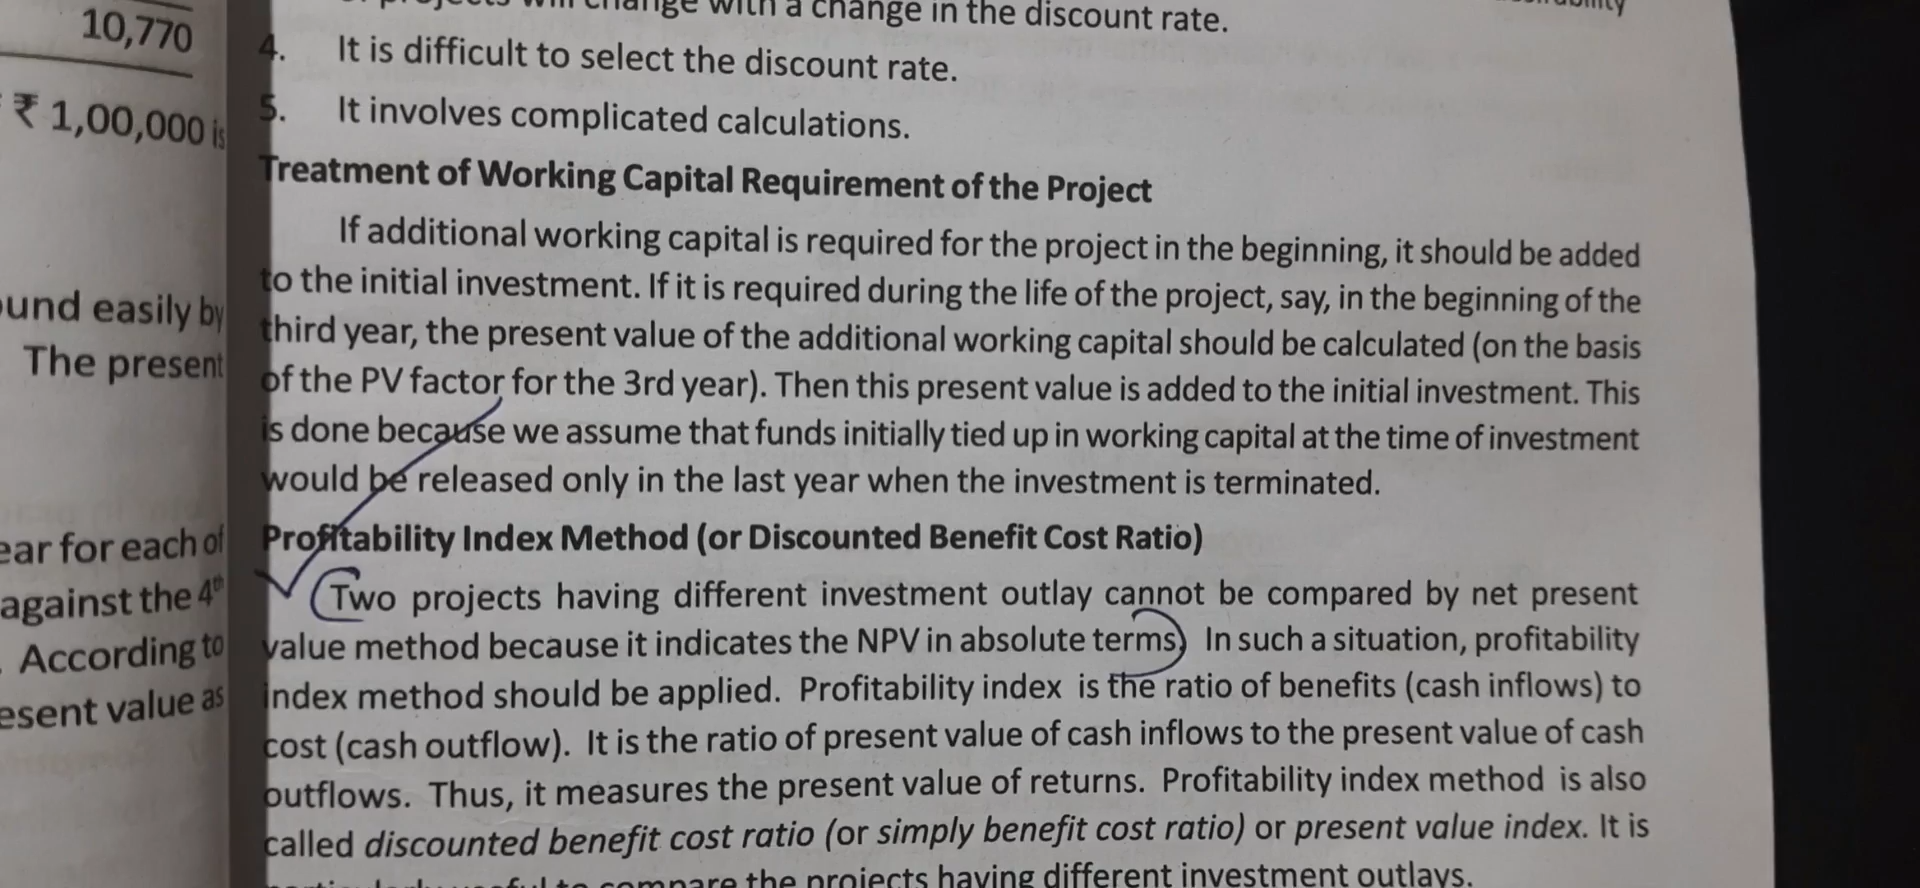 10,770
₹ 1,00,000 is
und easily by
The present
ear for each of
against the 4th
According to
esent value as
change with a change in the discount rate.
4. It is difficult to select the discount rate.
5. It involves complicated calculations.
Treatment of Working Capital Requirement of the Project
If additional working capital is required for the project in the beginning, it should be added
to the initial investment. If it is required during the life of the project, say, in the beginning of the
third year, the present value of the additional working capital should be calculated (on the basis
of the PV factor for the 3rd year). Then this present value is added to the initial investment. This
is done because we assume that funds initially tied up in working capital at the time of investment
would be released only in the last year when the investment is terminated.
Profitability Index Method (or Discounted Benefit Cost Ratio)
Two projects having different investment outlay cannot be compared by net present
value method because it indicates the NPV in absolute terms. In such a situation, profitability
index method should be applied. Profitability index is the ratio of benefits (cash inflows) to
cost (cash outflow). It is the ratio of present value of cash inflows to the present value of cash
outflows. Thus, it measures the present value of returns. Profitability index method is also
called discounted benefit cost ratio (or simply benefit cost ratio) or present value index. It is
compare the projects having different investment outlays.